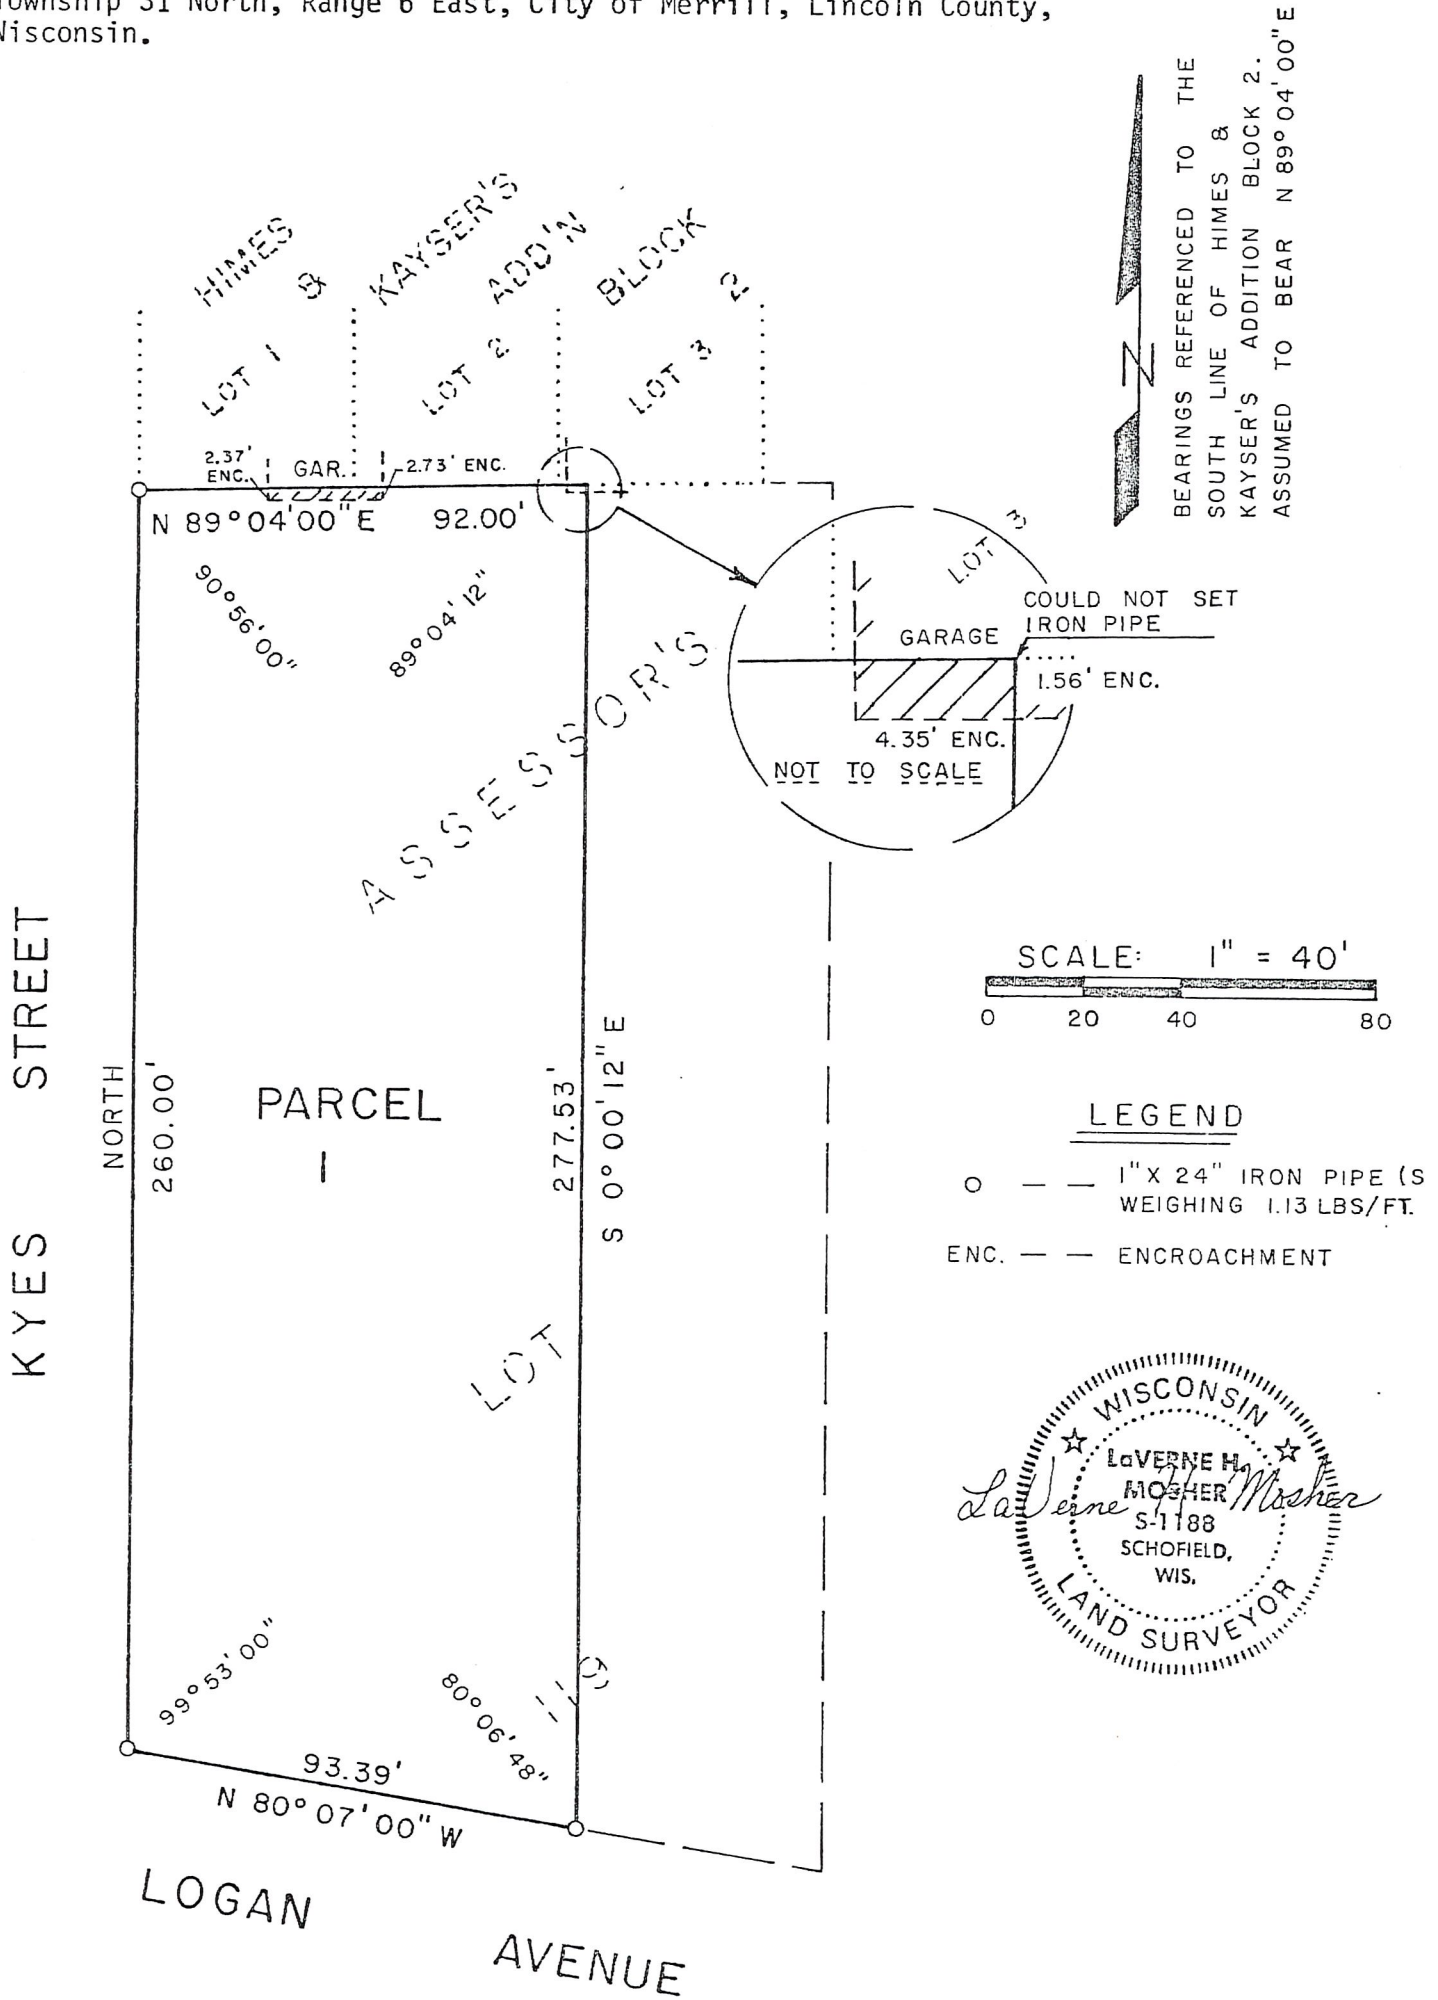 Township 31 North, Range 6 East, City of Merrill, Lincoln County,
Wisconsin.
BEARINGS REFERENCED TO THE
SOUTH LINE OF HIMES &
KAYSER'S ADDITION BLOCK 2.
ASSUMED TO BEAR N 89° 04' 00" E
N
HIMES & KAYSER'S ADD'N BLOCK 2
LOT 1
LOT 2
LOT 3
2.37'
ENC.
GAR.
2.73' ENC.
N 89°04'00"E 92.00'
90°56'00"
89°04'12"
LOT 3
COULD NOT SET
IRON PIPE
GARAGE
1.56' ENC.
4.35' ENC.
NOT TO SCALE
ASSESSOR'S
KYES STREET
NORTH
260.00'
PARCEL
1
277.53'
S 0° 00' 12" E
LOT
SCALE: 1" = 40'
0 20 40 80
LEGEND
O — — 1" X 24" IRON PIPE (S
WEIGHING 1.13 LBS/FT.
ENC. — — ENCROACHMENT
WISCONSIN
LaVERNE H.
MOSHER
S-1188
SCHOFIELD,
WIS.
LAND SURVEYOR
LaVerne H Mosher
99°53'00"
80°06'48"
93.39'
N 80°07'00" W
LOGAN AVENUE